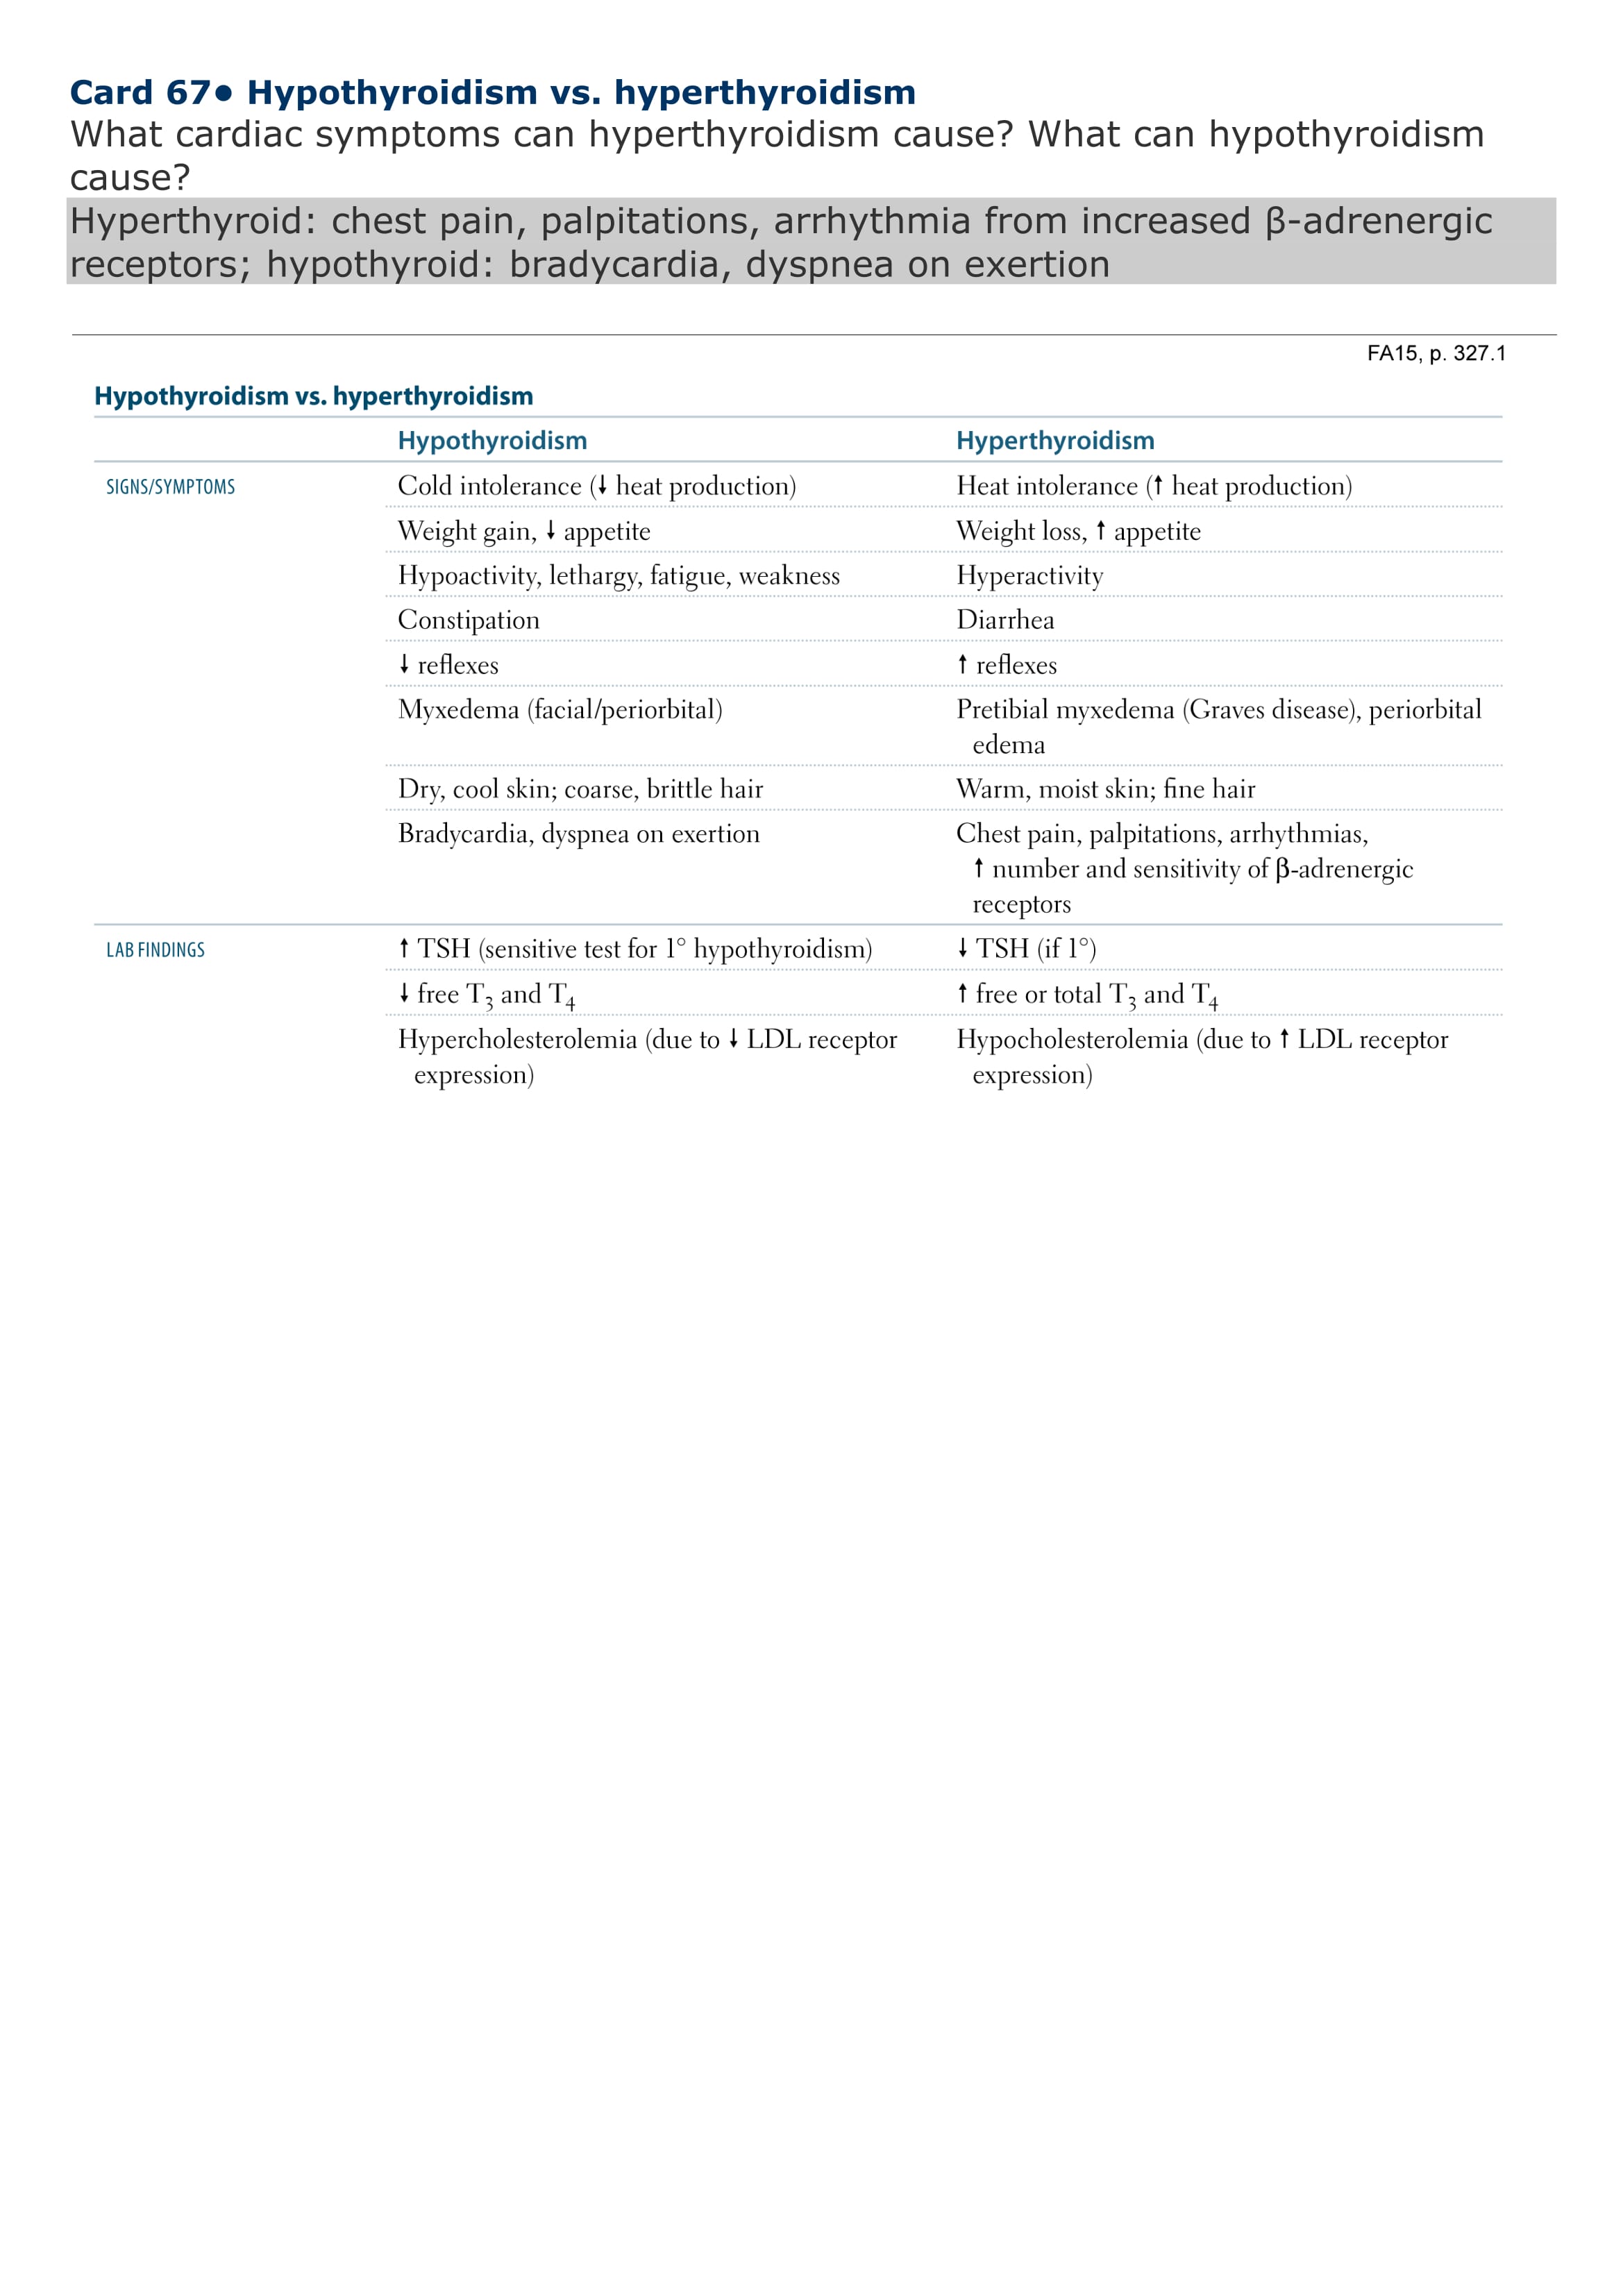 Card 67● Hypothyroidism vs. hyperthyroidism
What cardiac symptoms can hyperthyroidism cause? What can hypothyroidism
cause?
Hyperthyroid: chest pain, palpitations, arrhythmia from increased β-adrenergic
receptors; hypothyroid: bradycardia, dyspnea on exertion
FA15, p. 327.1
Hypothyroidism vs. hyperthyroidism
Hypothyroidism Hyperthyroidism
SIGNS/SYMPTOMS Cold intolerance (↓ heat production) Heat intolerance (↑ heat production)
Weight gain, ↓ appetite Weight loss, ↑ appetite
Hypoactivity, lethargy, fatigue, weakness Hyperactivity
Constipation Diarrhea
↓ reflexes ↑ reflexes
Myxedema (facial/periorbital) Pretibial myxedema (Graves disease), periorbital
edema
Dry, cool skin; coarse, brittle hair Warm, moist skin; fine hair
Bradycardia, dyspnea on exertion Chest pain, palpitations, arrhythmias,
↑ number and sensitivity of β-adrenergic
receptors
LAB FINDINGS ↑ TSH (sensitive test for 1° hypothyroidism) ↓ TSH (if 1°)
↓ free T₃ and T₄ ↑ free or total T₃ and T₄
Hypercholesterolemia (due to ↓ LDL receptor Hypocholesterolemia (due to ↑ LDL receptor
expression) expression)